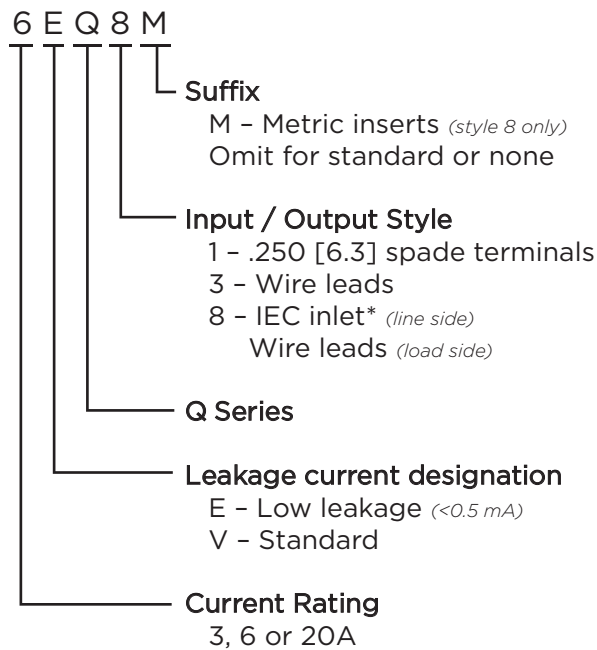 6 E Q 8 M
Suffix
M – Metric inserts (style 8 only)
Omit for standard or none
Input / Output Style
1 – .250 [6.3] spade terminals
3 – Wire leads
8 – IEC inlet* (line side)
Wire leads (load side)
Q Series
Leakage current designation
E – Low leakage (<0.5 mA)
V – Standard
Current Rating
3, 6 or 20A